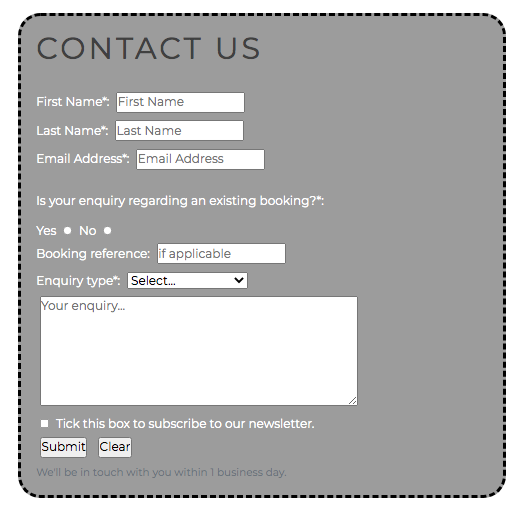 CONTACT US
First Name*: First Name
Last Name*: Last Name
Email Address*: Email Address
Is your enquiry regarding an existing booking?*:
Yes No
Booking reference: if applicable
Enquiry type*: Select...
Your enquiry...
Tick this box to subscribe to our newsletter.
Submit Clear
We'll be in touch with you within 1 business day.